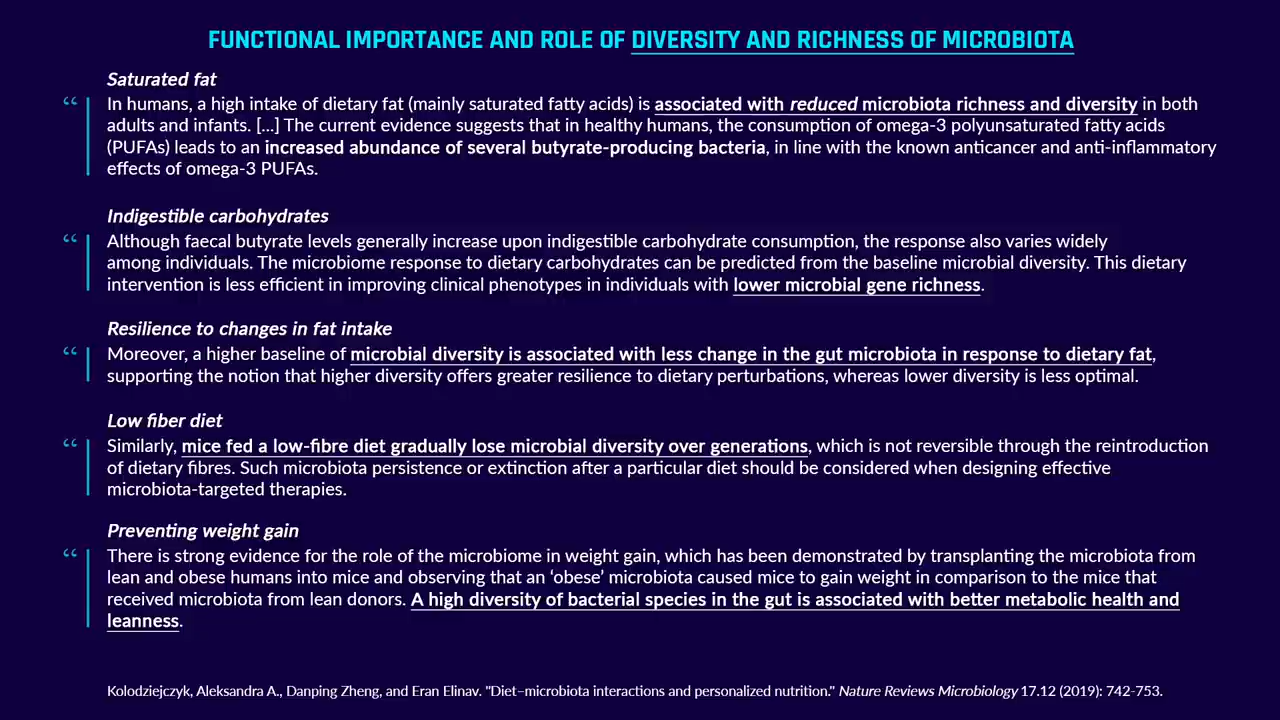 FUNCTIONAL IMPORTANCE AND ROLE OF DIVERSITY AND RICHNESS OF MICROBIOTA
Saturated fat
“ In humans, a high intake of dietary fat (mainly saturated fatty acids) is associated with reduced microbiota richness and diversity in both
adults and infants. [...] The current evidence suggests that in healthy humans, the consumption of omega-3 polyunsaturated fatty acids
(PUFAs) leads to an increased abundance of several butyrate-producing bacteria, in line with the known anticancer and anti-inflammatory
effects of omega-3 PUFAs.
Indigestible carbohydrates
“ Although faecal butyrate levels generally increase upon indigestible carbohydrate consumption, the response also varies widely
among individuals. The microbiome response to dietary carbohydrates can be predicted from the baseline microbial diversity. This dietary
intervention is less efficient in improving clinical phenotypes in individuals with lower microbial gene richness.
Resilience to changes in fat intake
“ Moreover, a higher baseline of microbial diversity is associated with less change in the gut microbiota in response to dietary fat,
supporting the notion that higher diversity offers greater resilience to dietary perturbations, whereas lower diversity is less optimal.
Low fiber diet
“ Similarly, mice fed a low-fibre diet gradually lose microbial diversity over generations, which is not reversible through the reintroduction
of dietary fibres. Such microbiota persistence or extinction after a particular diet should be considered when designing effective
microbiota-targeted therapies.
Preventing weight gain
“ There is strong evidence for the role of the microbiome in weight gain, which has been demonstrated by transplanting the microbiota from
lean and obese humans into mice and observing that an ‘obese’ microbiota caused mice to gain weight in comparison to the mice that
received microbiota from lean donors. A high diversity of bacterial species in the gut is associated with better metabolic health and
leanness.
Kolodziejczyk, Aleksandra A., Danping Zheng, and Eran Elinav. "Diet–microbiota interactions and personalized nutrition." Nature Reviews Microbiology 17.12 (2019): 742-753.